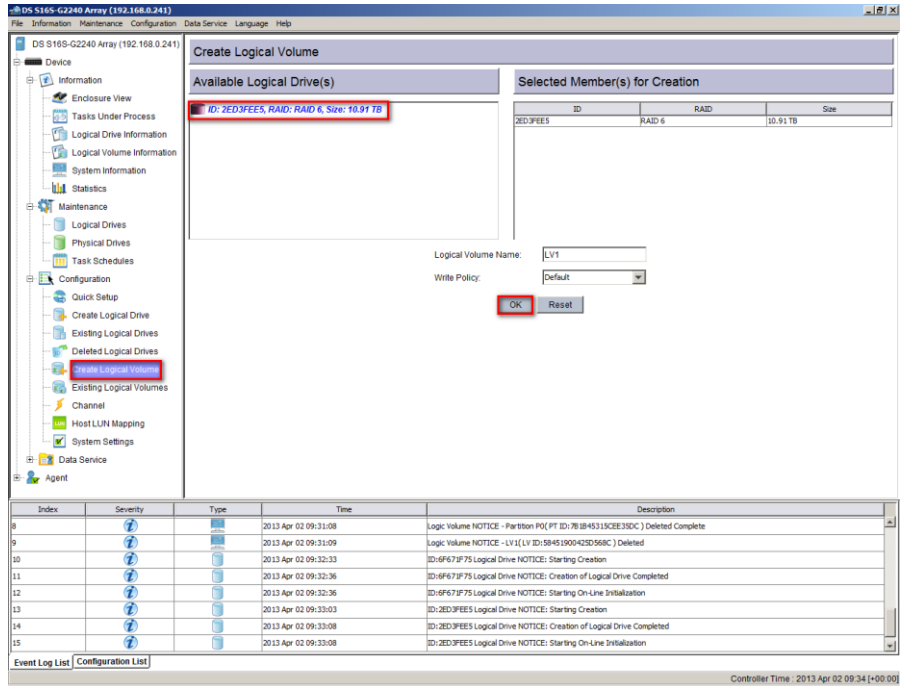 DS S16S-G2240 Array (192.168.0.241)
File Information Maintenance Configuration Data Service Language Help
DS S16S-G2240 Array (192.168.0.241)
Device
Information
Enclosure View
Tasks Under Process
Logical Drive Information
Logical Volume Information
System Information
Statistics
Maintenance
Logical Drives
Physical Drives
Task Schedules
Configuration
Quick Setup
Create Logical Drive
Existing Logical Drives
Deleted Logical Drives
Create Logical Volume
Existing Logical Volumes
Channel
LUN Host LUN Mapping
System Settings
Data Service
Agent
Create Logical Volume
Available Logical Drive(s)
ID: 2ED3FEE5, RAID: RAID 6, Size: 10.91 TB
Selected Member(s) for Creation
ID RAID Size
2ED3FEE5 RAID 6 10.91 TB
Logical Volume Name: LV1
Write Policy: Default
OK Reset
Index Severity Type Time Description
8 2013 Apr 02 09:31:08 Logic Volume NOTICE - Partition P0( PT ID:7B1B45315CEE35DC ) Deleted Complete
9 2013 Apr 02 09:31:09 Logic Volume NOTICE - LV1( LV ID:58451900425D568C ) Deleted
10 2013 Apr 02 09:32:33 ID:6F671F75 Logical Drive NOTICE: Starting Creation
11 2013 Apr 02 09:32:36 ID:6F671F75 Logical Drive NOTICE: Creation of Logical Drive Completed
12 2013 Apr 02 09:32:36 ID:6F671F75 Logical Drive NOTICE: Starting On-Line Initialization
13 2013 Apr 02 09:33:03 ID:2ED3FEE5 Logical Drive NOTICE: Starting Creation
14 2013 Apr 02 09:33:08 ID:2ED3FEE5 Logical Drive NOTICE: Creation of Logical Drive Completed
15 2013 Apr 02 09:33:08 ID:2ED3FEE5 Logical Drive NOTICE: Starting On-Line Initialization
Event Log List Configuration List
Controller Time : 2013 Apr 02 09:34 [+00:00]